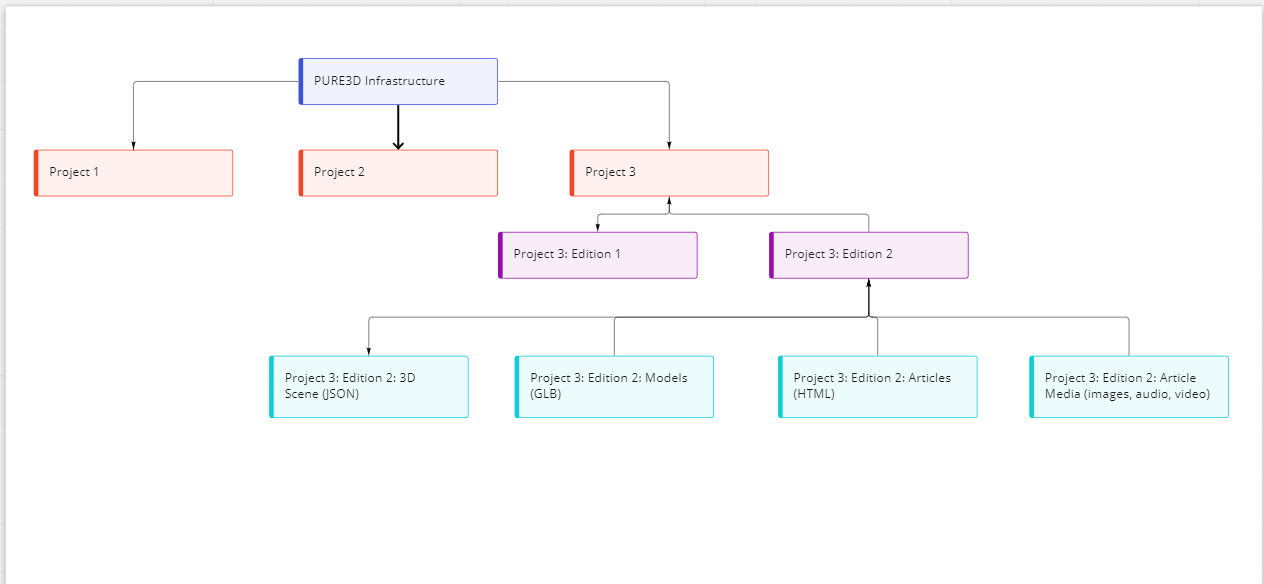 PURE3D Infrastructure
Project 1
Project 2
Project 3
Project 3: Edition 1
Project 3: Edition 2
Project 3: Edition 2: 3D
Scene (JSON)
Project 3: Edition 2: Models
(GLB)
Project 3: Edition 2: Articles
(HTML)
Project 3: Edition 2: Article
Media (images, audio, video)